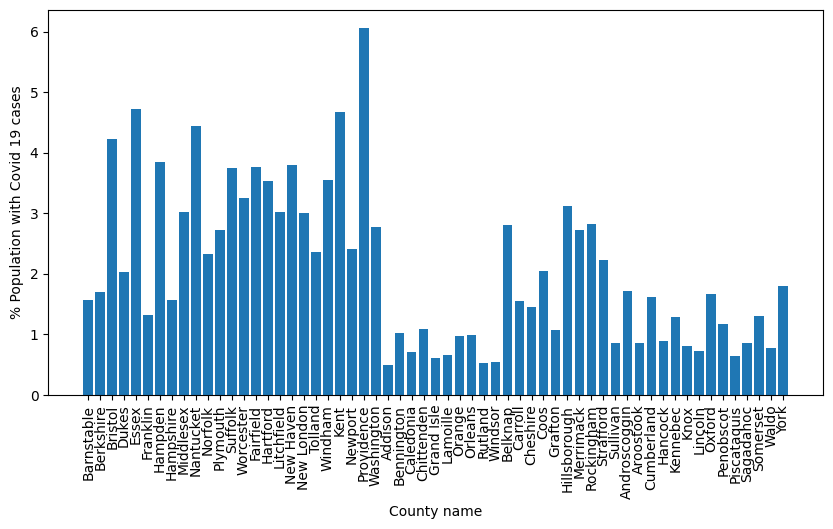 % Population with Covid 19 cases
6
5
4
3
2
1
0
Barnstable
Berkshire
Bristol
Dukes
Essex
Franklin
Hampden
Hampshire
Middlesex
Nantucket
Norfolk
Plymouth
Suffolk
Worcester
Fairfield
Hartford
Litchfield
New Haven
New London
Tolland
Windham
Kent
Newport
Providence
Washington
Addison
Bennington
Caledonia
Chittenden
Grand Isle
Lamoille
Orange
Orleans
Rutland
Windsor
Belknap
Carroll
Cheshire
Coos
Grafton
Hillsborough
Merrimack
Rockingham
Strafford
Sullivan
Androscoggin
Aroostook
Cumberland
Hancock
Kennebec
Knox
Lincoln
Oxford
Penobscot
Piscataquis
Sagadahoc
Somerset
Waldo
York
County name